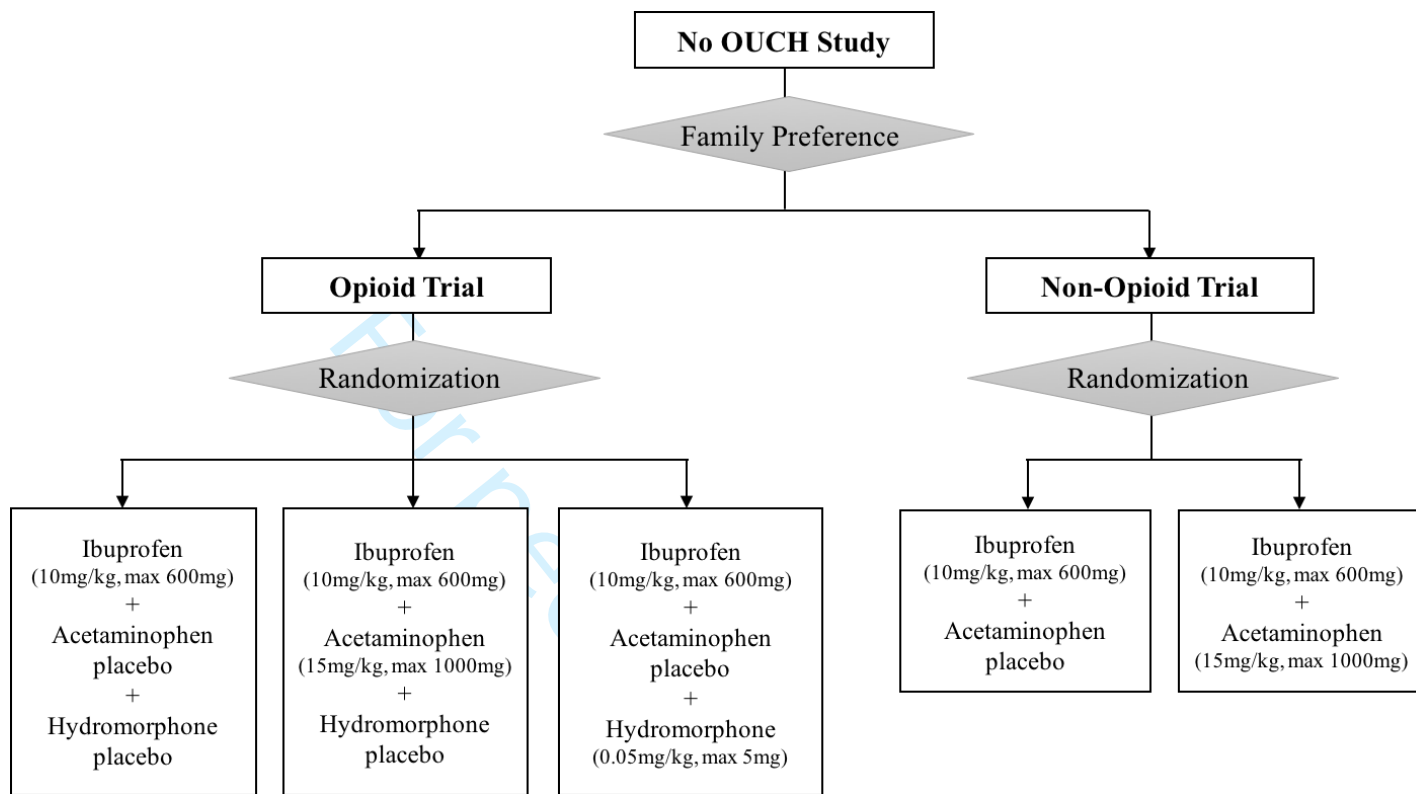 No OUCH Study
Family Preference
Opioid Trial
Non-Opioid Trial
Randomization
Randomization
Ibuprofen
(10mg/kg, max 600mg)
+
Acetaminophen
placebo
+
Hydromorphone
placebo
Ibuprofen
(10mg/kg, max 600mg)
+
Acetaminophen
(15mg/kg, max 1000mg)
+
Hydromorphone
placebo
Ibuprofen
(10mg/kg, max 600mg)
+
Acetaminophen
placebo
+
Hydromorphone
(0.05mg/kg, max 5mg)
Ibuprofen
(10mg/kg, max 600mg)
+
Acetaminophen
placebo
Ibuprofen
(10mg/kg, max 600mg)
+
Acetaminophen
(15mg/kg, max 1000mg)
For